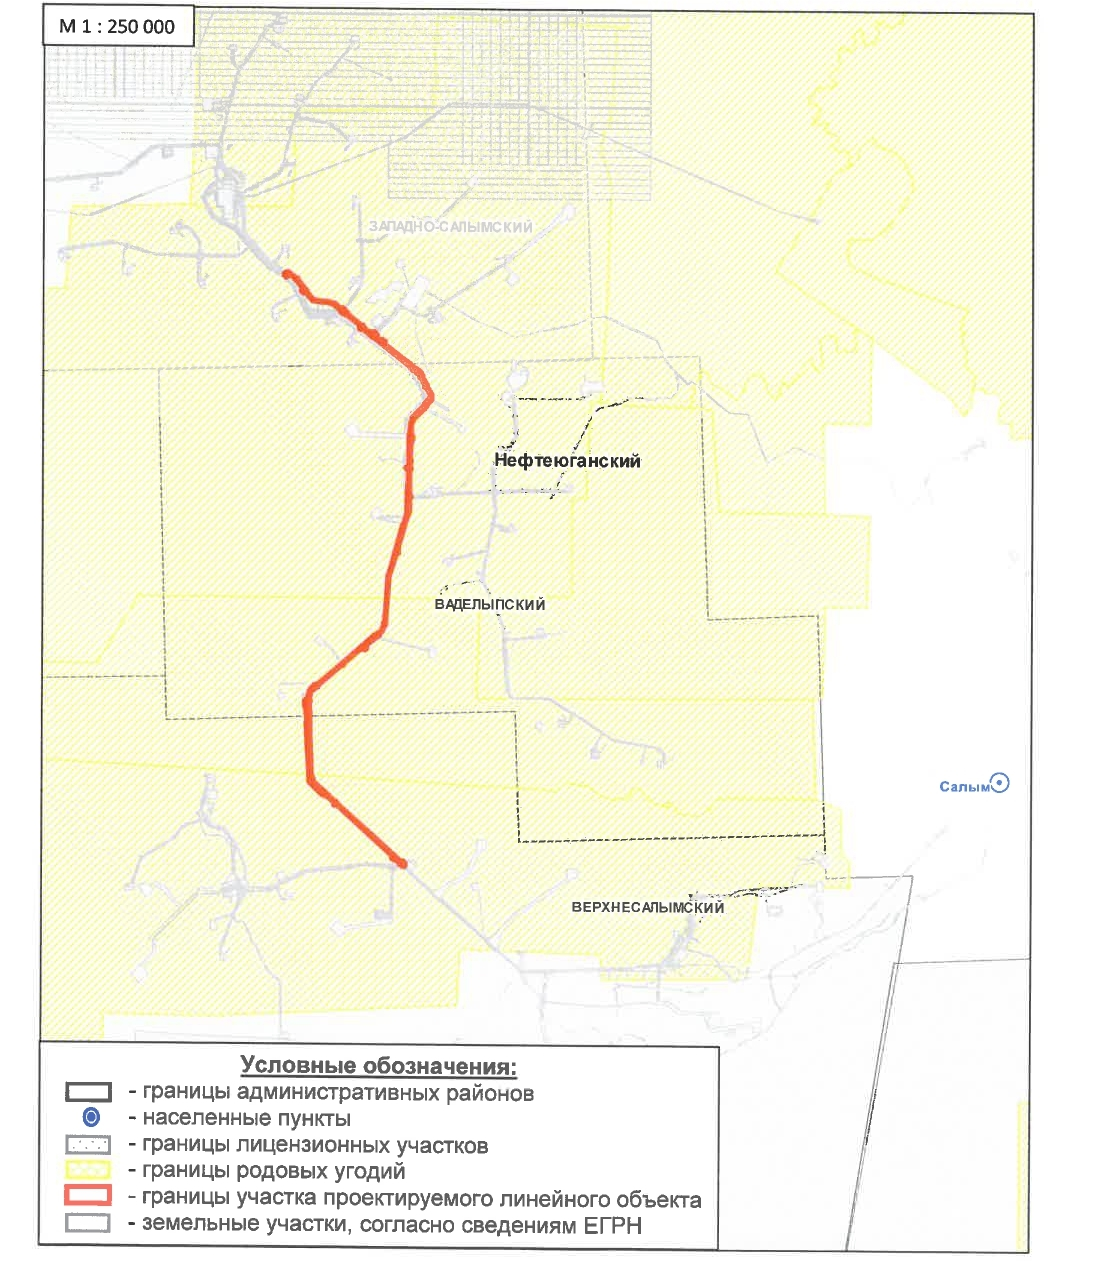 М 1 : 250 000
ЗАПАДНО-САЛЫМСКИЙ
Нефтеюганский
ВАДЕЛЫПСКИЙ
Салым
ВЕРХНЕСАЛЫМСКИЙ
Условные обозначения:
- границы административных районов
- населенные пункты
- границы лицензионных участков
- границы родовых угодий
- границы участка проектируемого линейного объекта
- земельные участки, согласно сведениям ЕГРН